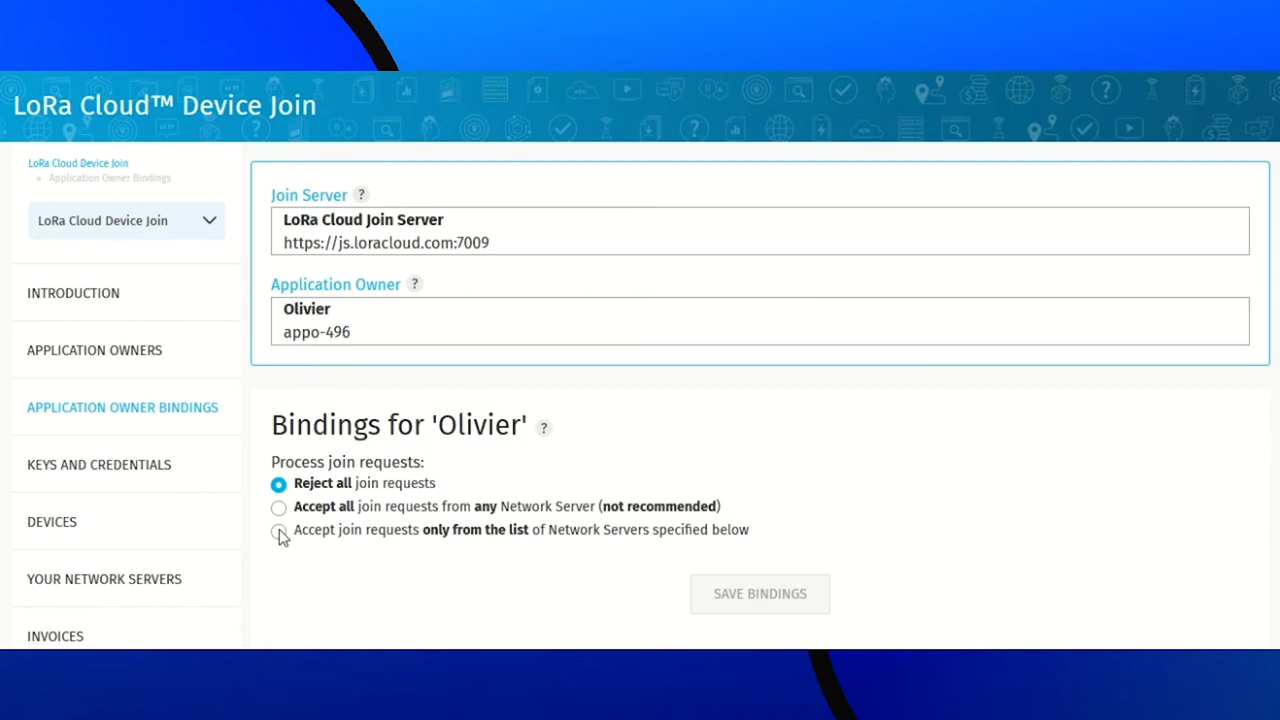 LoRa Cloud™ Device Join
LoRa Cloud Device Join
» Application Owner Bindings
LoRa Cloud Device Join
INTRODUCTION
APPLICATION OWNERS
APPLICATION OWNER BINDINGS
KEYS AND CREDENTIALS
DEVICES
YOUR NETWORK SERVERS
INVOICES
Join Server ?
LoRa Cloud Join Server
https://js.loracloud.com:7009
Application Owner ?
Olivier
appo-496
Bindings for 'Olivier' ?
Process join requests:
Reject all join requests
Accept all join requests from any Network Server (not recommended)
Accept join requests only from the list of Network Servers specified below
SAVE BINDINGS